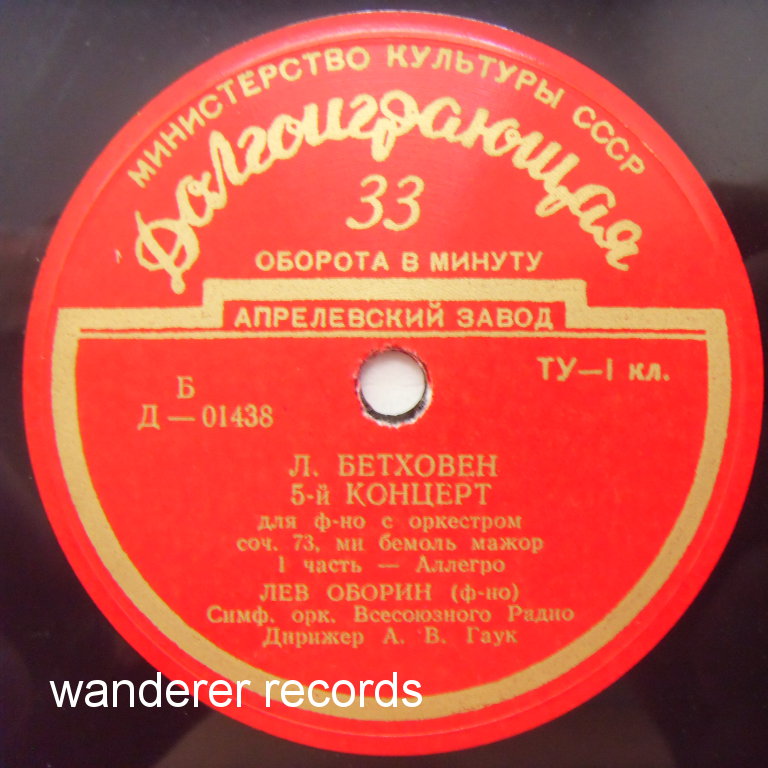 МИНИСТЕРСТВО КУЛЬТУРЫ СССР
Долгоиграющая
33
ОБОРОТА В МИНУТУ
АПРЕЛЕВСКИЙ ЗАВОД
ТУ—I кл.
Б
Д — 01438
Л. БЕТХОВЕН
5-й КОНЦЕРТ
для ф-но с оркестром
соч. 73, ми бемоль мажор
I часть — Аллегро
ЛЕВ ОБОРИН (ф-но)
Симф. орк. Всесоюзного Радио
Дирижер А. В. Гаук
wanderer records